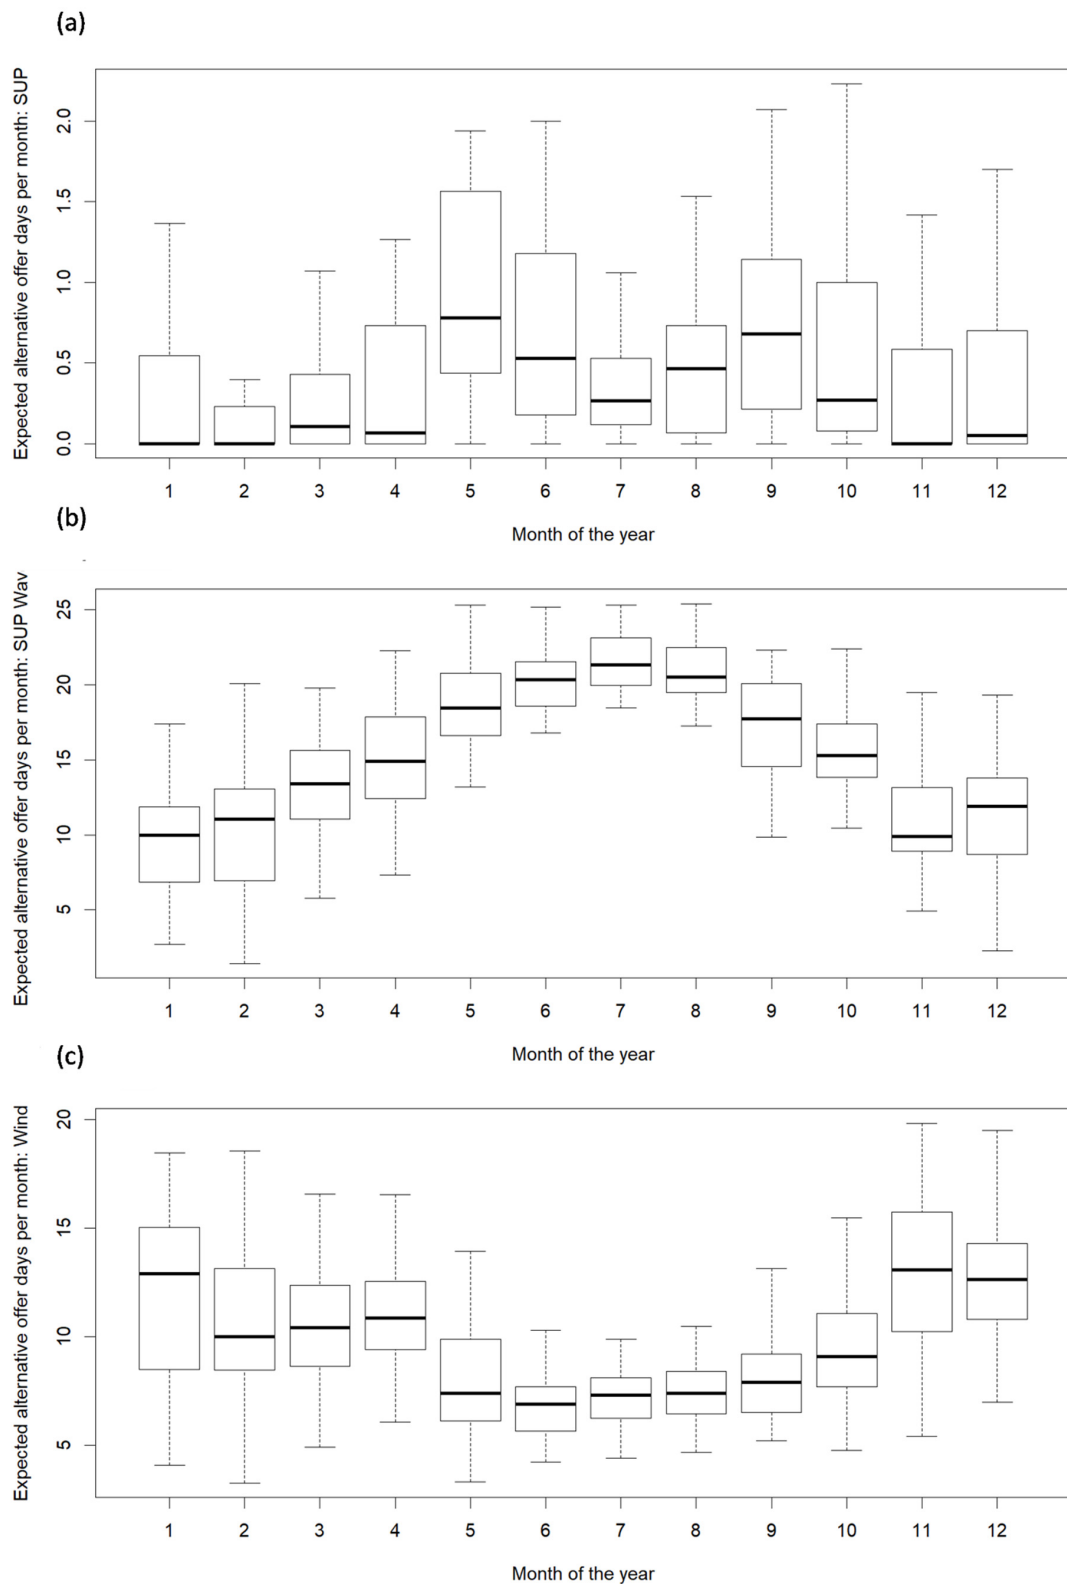 (a)
Expected alternative offer days per month: SUP
2.0
1.5
1.0
0.5
0.0
1 2 3 4 5 6 7 8 9 10 11 12
Month of the year
(b)
Expected alternative offer days per month: SUP Wav
25
20
15
10
5
1 2 3 4 5 6 7 8 9 10 11 12
Month of the year
(c)
Expected alternative offer days per month: Wind
20
15
10
5
1 2 3 4 5 6 7 8 9 10 11 12
Month of the year